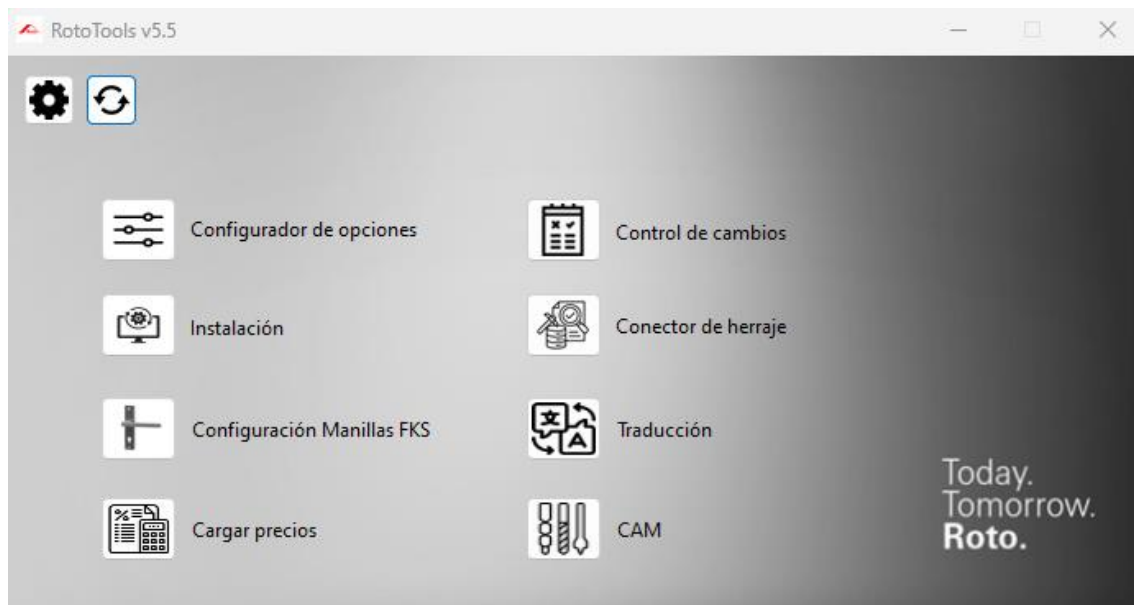 RotoTools v5.5
Configurador de opciones
Control de cambios
Instalación
Conector de herraje
Configuración Manillas FKS
Traducción
Cargar precios
CAM
Today.
Tomorrow.
Roto.